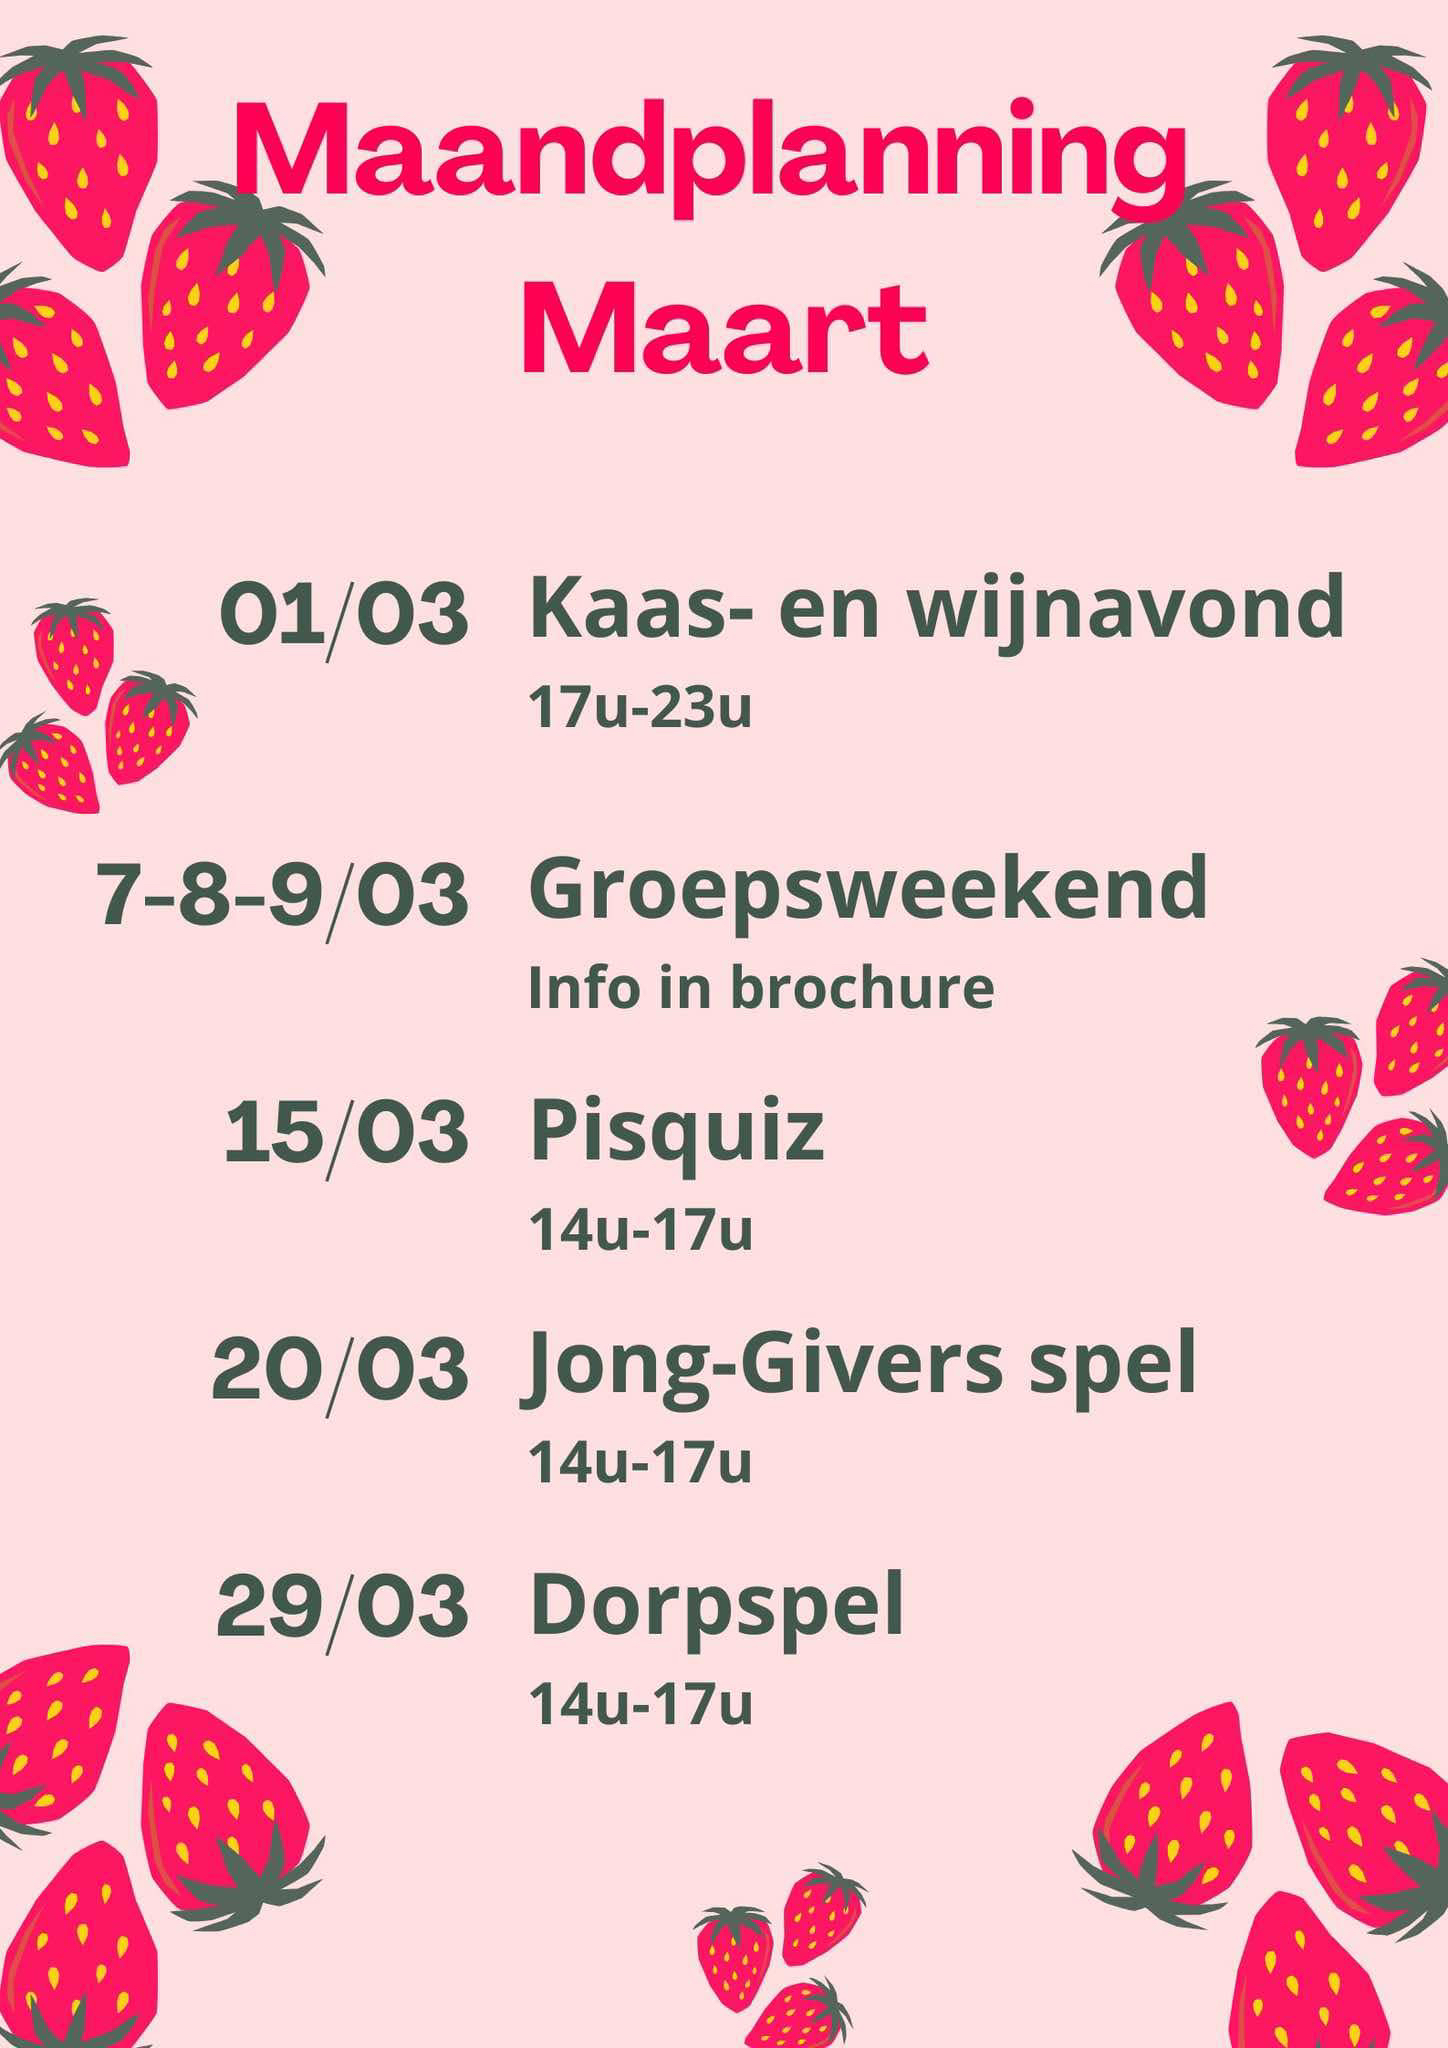 Maandplanning
Maart
01/03 Kaas- en wijnavond
17u-23u
7-8-9/03 Groepsweekend
Info in brochure
15/03 Pisquiz
14u-17u
20/03 Jong-Givers spel
14u-17u
29/03 Dorpspel
14u-17u